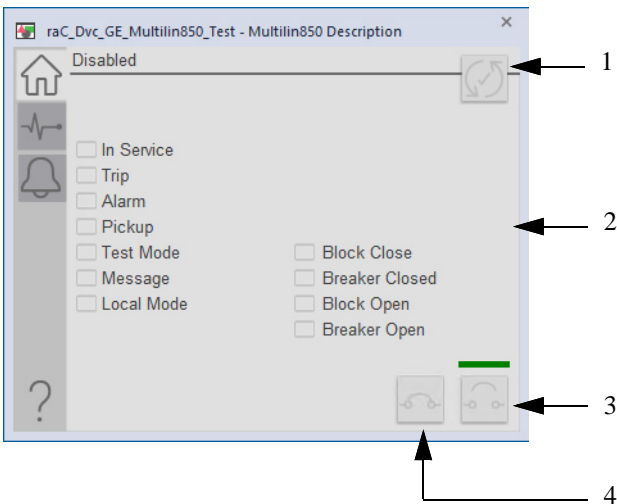 raC_Dvc_GE_Multilin850_Test - Multilin850 Description
Disabled
1
In Service
Trip
Alarm
Pickup
2
Test Mode
Block Close
Message
Breaker Closed
Local Mode
Block Open
Breaker Open
?
3
4